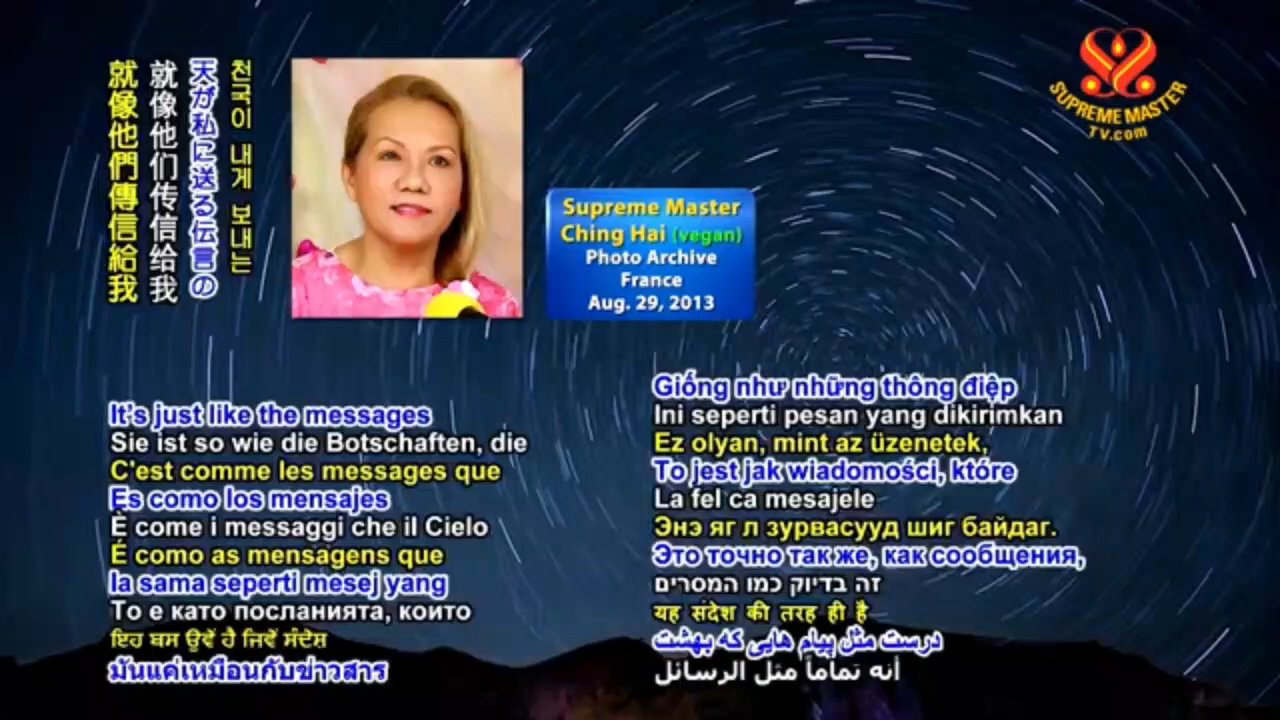 천국이 내게 보내는
天が私に送る伝言の
就像他们传信给我
就像他們傳信給我
SUPREME MASTER
TV.com
Supreme Master
Ching Hai (vegan)
Photo Archive
France
Aug. 29, 2013
It's just like the messages
Sie ist so wie die Botschaften, die
C'est comme les messages que
Es como los mensajes
È come i messaggi che il Cielo
É como as mensagens que
Ia sama seperti mesej yang
То е като посланията, които
ਇਹ ਬਸ ਉਵੇਂ ਹੈ ਜਿਵੇਂ ਸੰਦੇਸ਼
มันแค่เหมือนกับข่าวสาร
Giống như những thông điệp
Ini seperti pesan yang dikirimkan
Ez olyan, mint az üzenetek,
To jest jak wiadomości, które
La fel ca mesajele
Энэ яг л зурвасууд шиг байдаг.
Это точно так же, как сообщения,
זה בדיוק כמו המסרים
यह संदेश की तरह ही है
درست مثل پیام هایی که بهشت
أنه تماماً مثل الرسائل